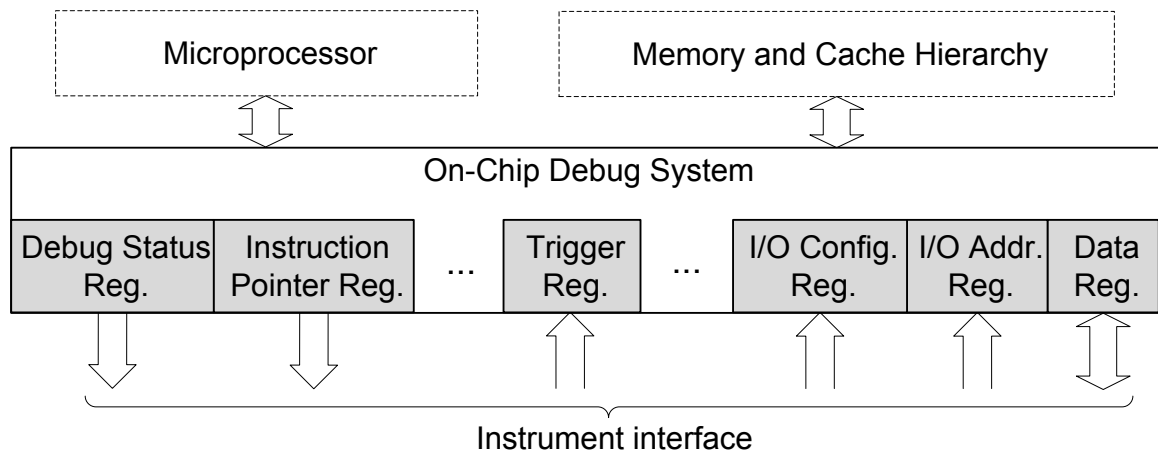 Microprocessor
Memory and Cache Hierarchy
On-Chip Debug System
Debug Status
Reg.
Instruction
Pointer Reg.
...
Trigger
Reg.
...
I/O Config.
Reg.
I/O Addr.
Reg.
Data
Reg.
Instrument interface